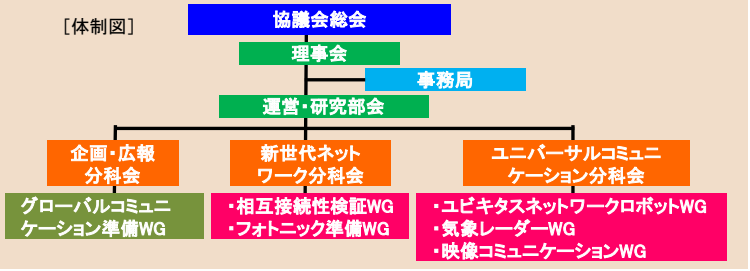 ［体制図］
協議会総会
理事会
事務局
運営・研究部会
企画・広報
分科会
新世代ネット
ワーク分科会
ユニバーサルコミュニ
ケーション分科会
グローバルコミュニ
ケーション準備WG
・相互接続性検証WG
・フォトニック準備WG
・ユビキタスネットワークロボットWG
・気象レーダーWG
・映像コミュニケーションWG